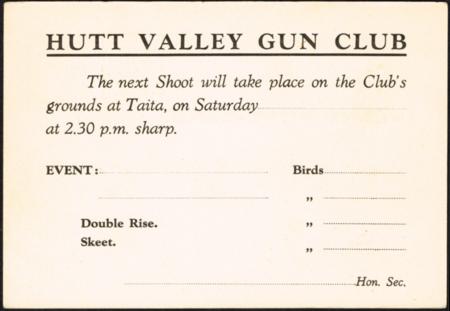 HUTT VALLEY GUN CLUB
The next Shoot will take place on the Club's
grounds at Taita, on Saturday
at 2.30 p.m. sharp.
EVENT: Birds
„
Double Rise. „
Skeet. „
Hon. Sec.